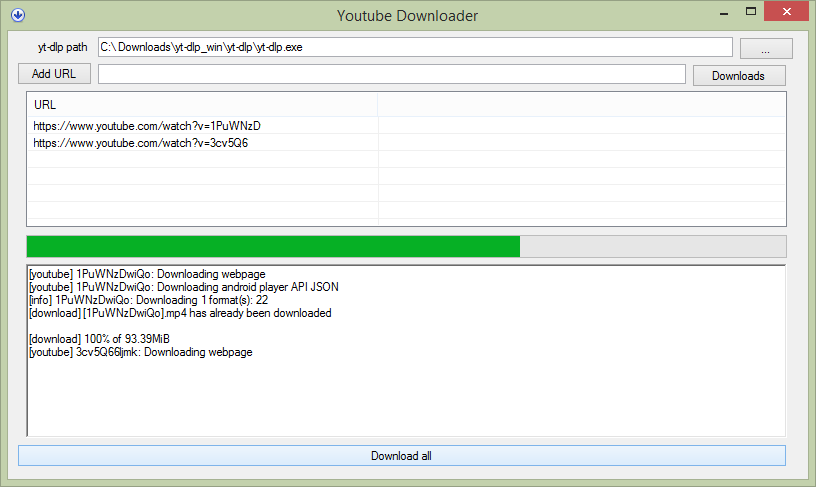 Youtube Downloader
yt-dlp path C:\ Downloads\yt-dlp_win\yt-dlp\yt-dlp.exe ...
Add URL Downloads
URL
https://www.youtube.com/watch?v=1PuWNzD
https://www.youtube.com/watch?v=3cv5Q6
[youtube] 1PuWNzDwiQo: Downloading webpage
[youtube] 1PuWNzDwiQo: Downloading android player API JSON
[info] 1PuWNzDwiQo: Downloading 1 format(s): 22
[download] [1PuWNzDwiQo].mp4 has already been downloaded
[download] 100% of 93.39MiB
[youtube] 3cv5Q66ljmk: Downloading webpage
Download all